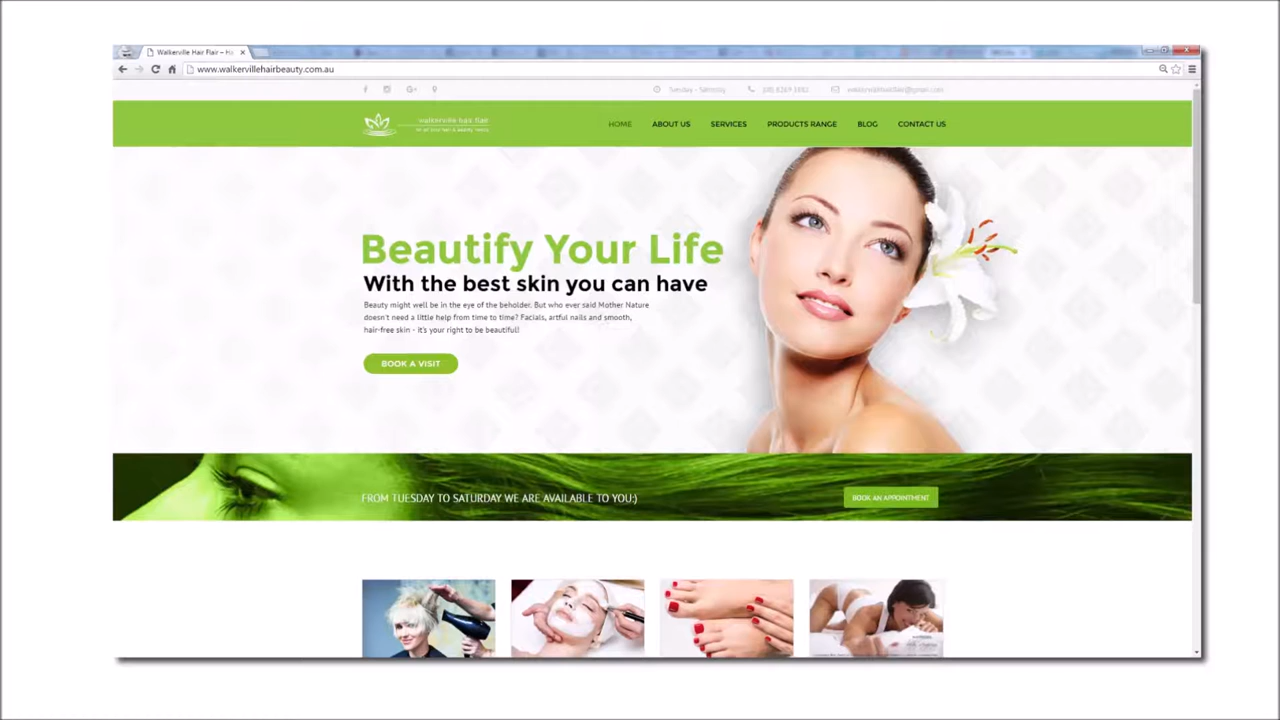 Walkerville Hair Flair – Ha
www.walkervillehairbeauty.com.au
Tuesday - Saturday
walkerville hair flair
HOME
ABOUT US
SERVICES
PRODUCTS RANGE
BLOG
CONTACT US
Beautify Your Life
With the best skin you can have
Beauty might well be in the eye of the beholder. But who ever said Mother Nature
doesn't need a little help from time to time? Facials, artful nails and smooth,
hair-free skin - it's your right to be beautiful!
BOOK A VISIT
FROM TUESDAY TO SATURDAY WE ARE AVAILABLE TO YOU:)
BOOK AN APPOINTMENT